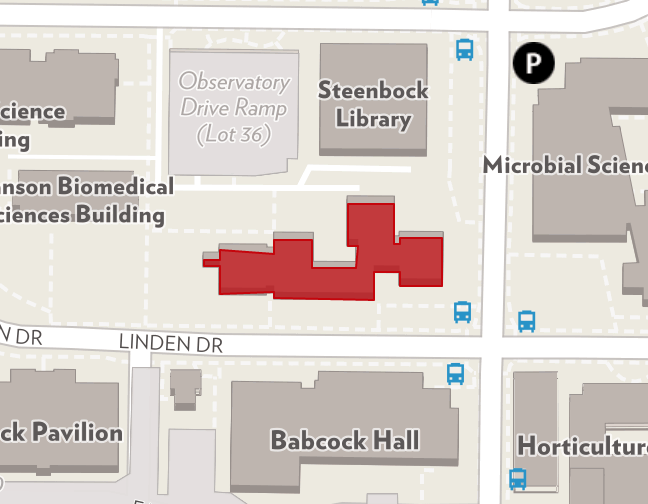 P
Observatory
Drive Ramp
(Lot 36)
Steenbock
Library
cience
ing
Microbial Scienc
nson Biomedical
ciences Building
N DR
LINDEN DR
ck Pavilion
Babcock Hall
Horticulture